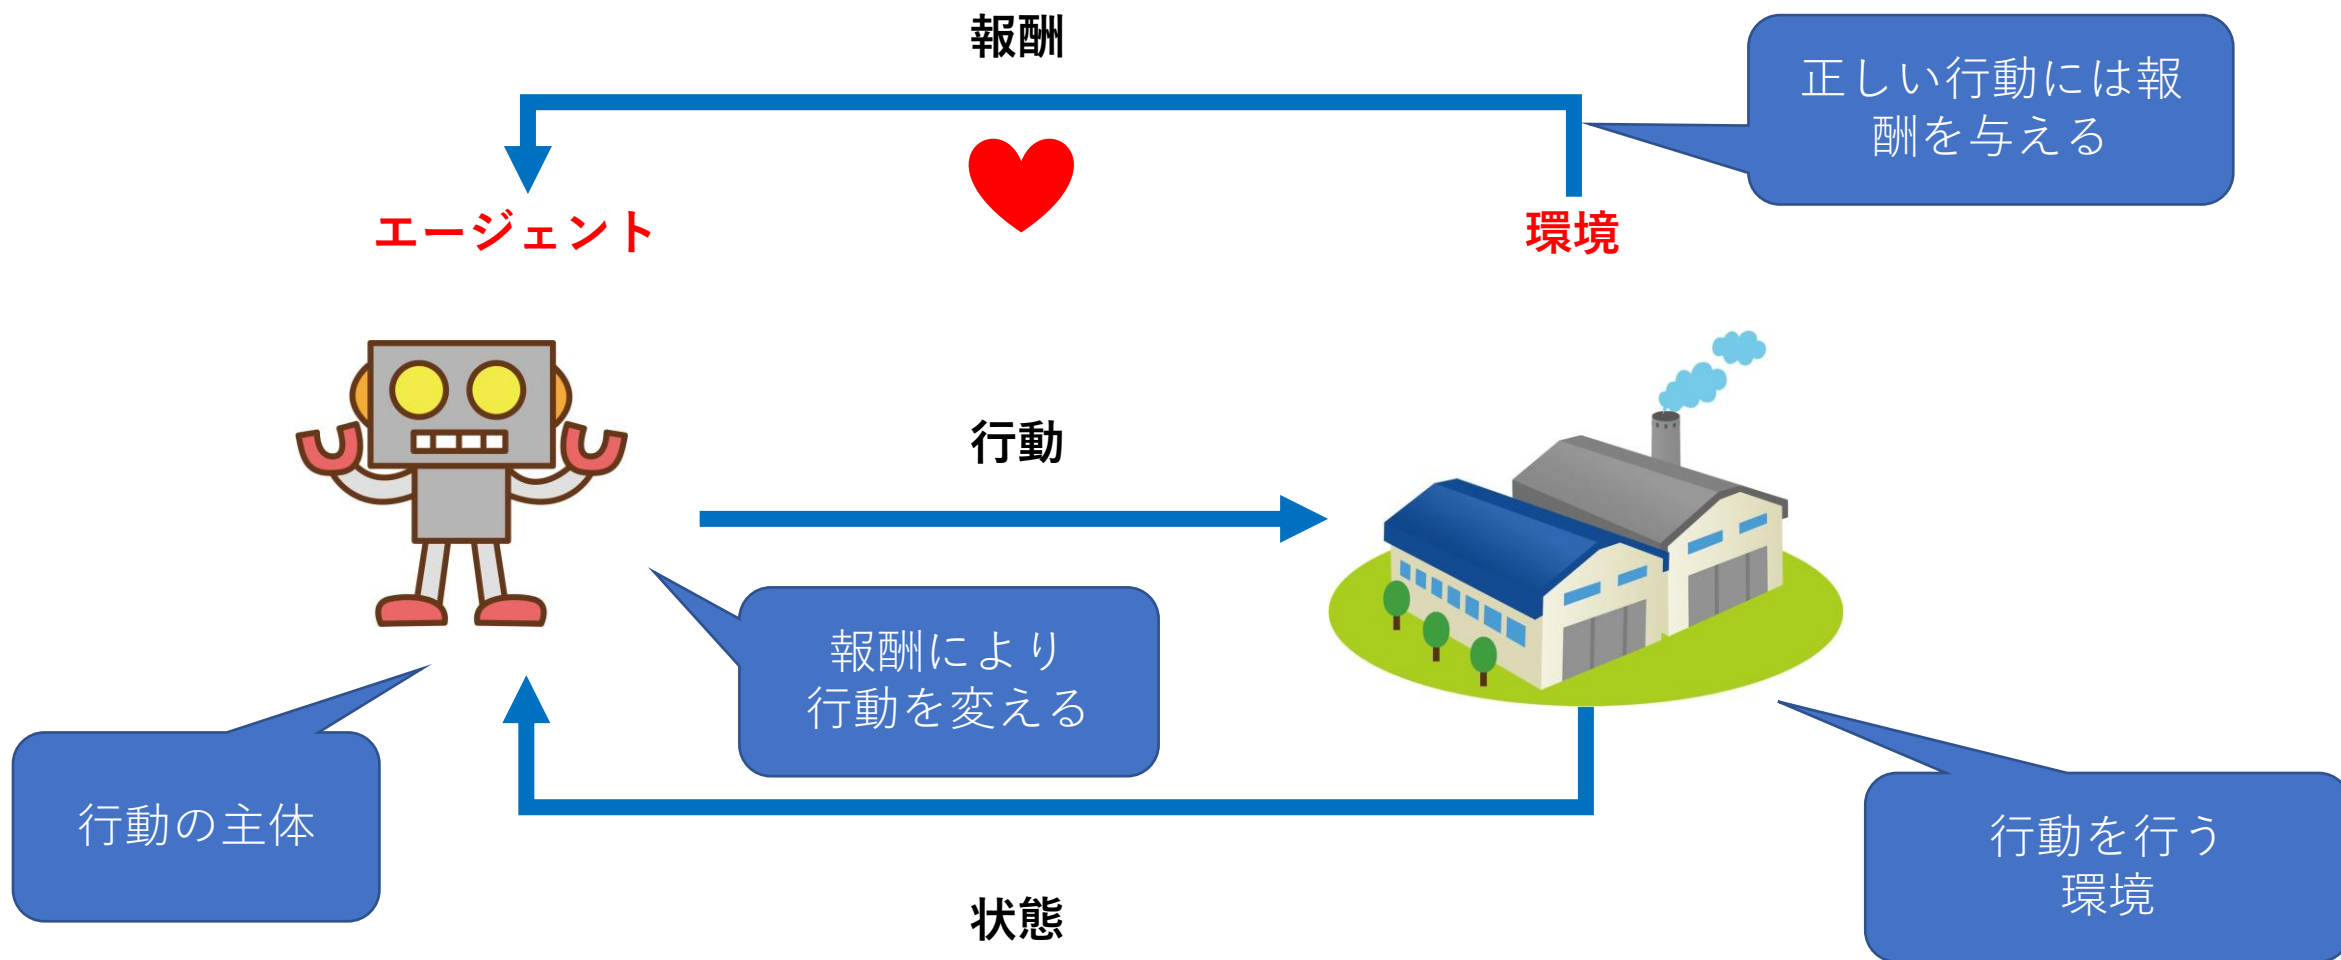 報酬
正しい行動には報
酬を与える
エージェント
環境
行動
報酬により
行動を変える
行動の主体
行動を行う
環境
状態